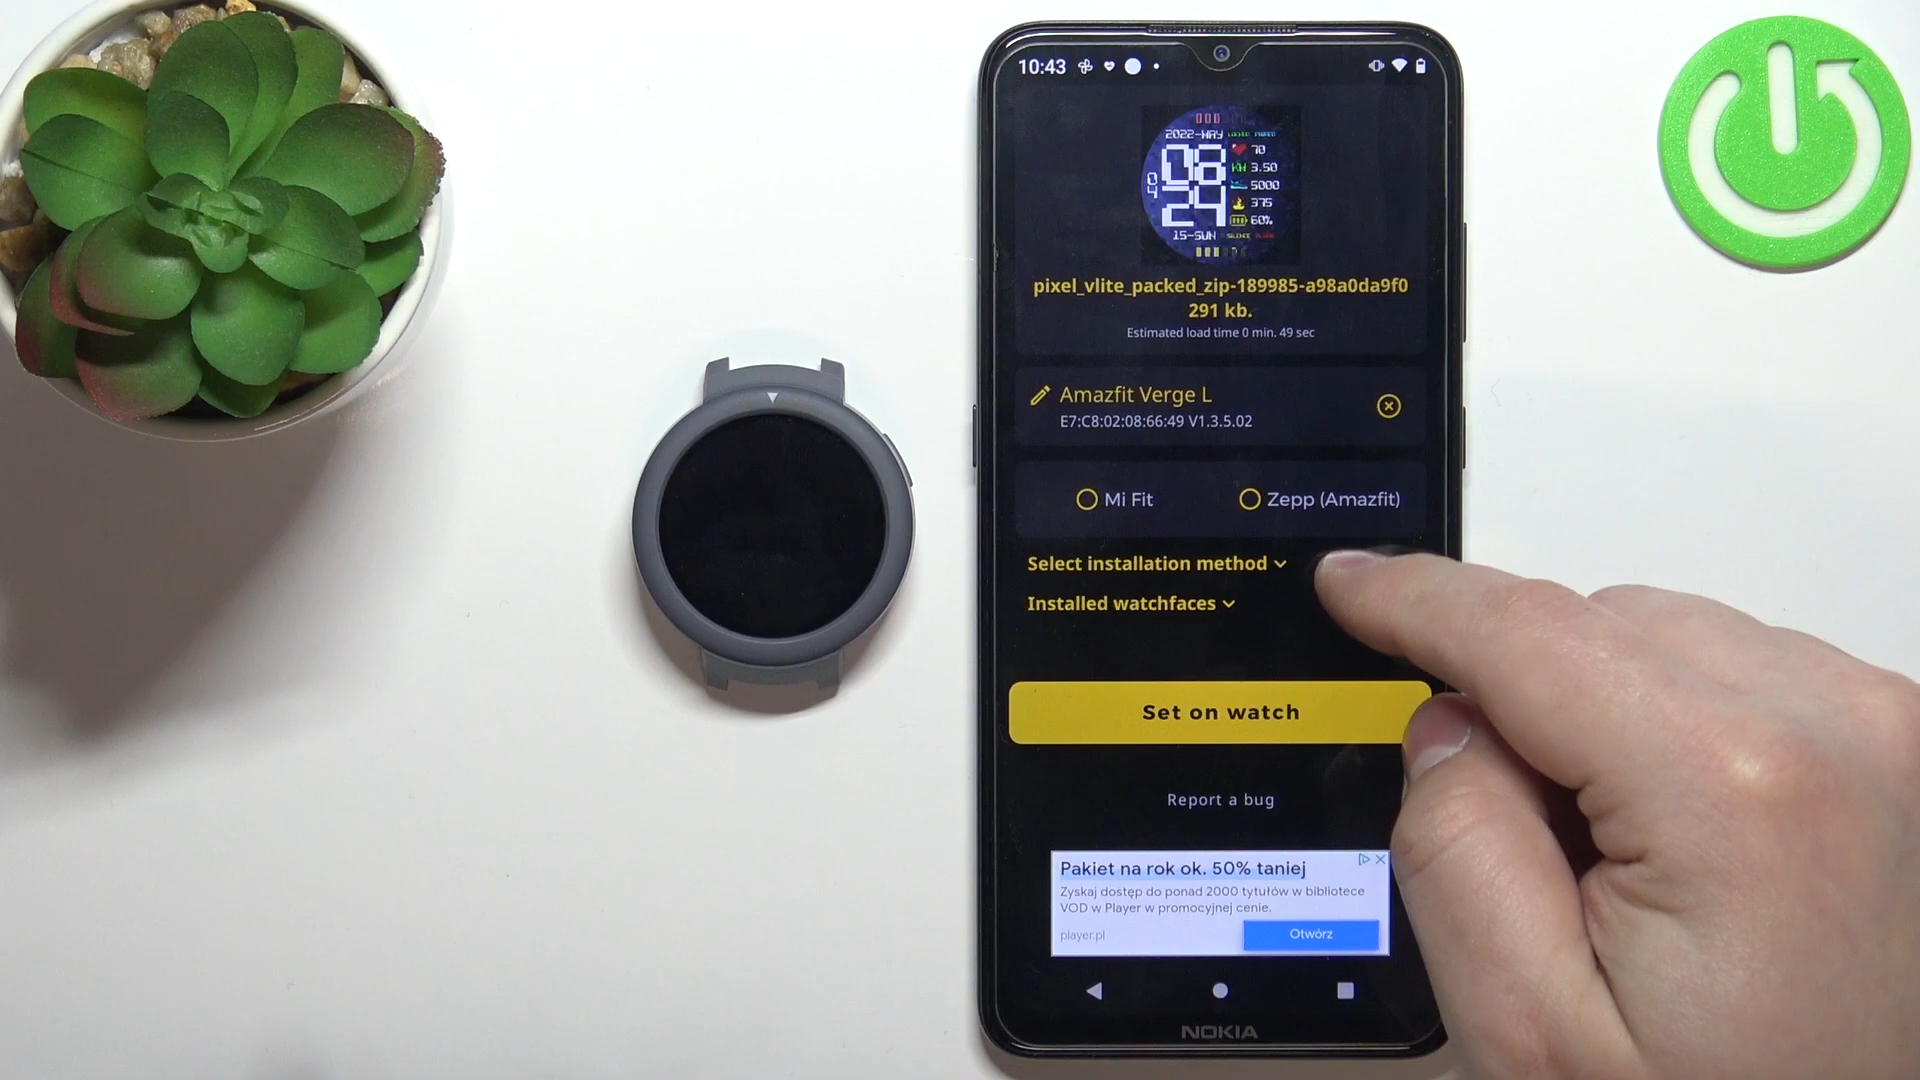 10:43
2022-MAY
08
70
KM 3.50
04
5000
24
375
60%
15-SUN
pixel_vlite_packed_zip-189985-a98a0da9f0
291 kb.
Estimated load time 0 min. 49 sec
Amazfit Verge L
E7:C8:02:08:66:49 V1.3.5.02
Mi Fit
Zepp (Amazfit)
Select installation method
Installed watchfaces
Set on watch
Report a bug
Pakiet na rok ok. 50% taniej
Zyskaj dostęp do ponad 2000 tytułów w bibliotece
VOD w Player w promocyjnej cenie.
player.pl
Otwórz
NOKIA